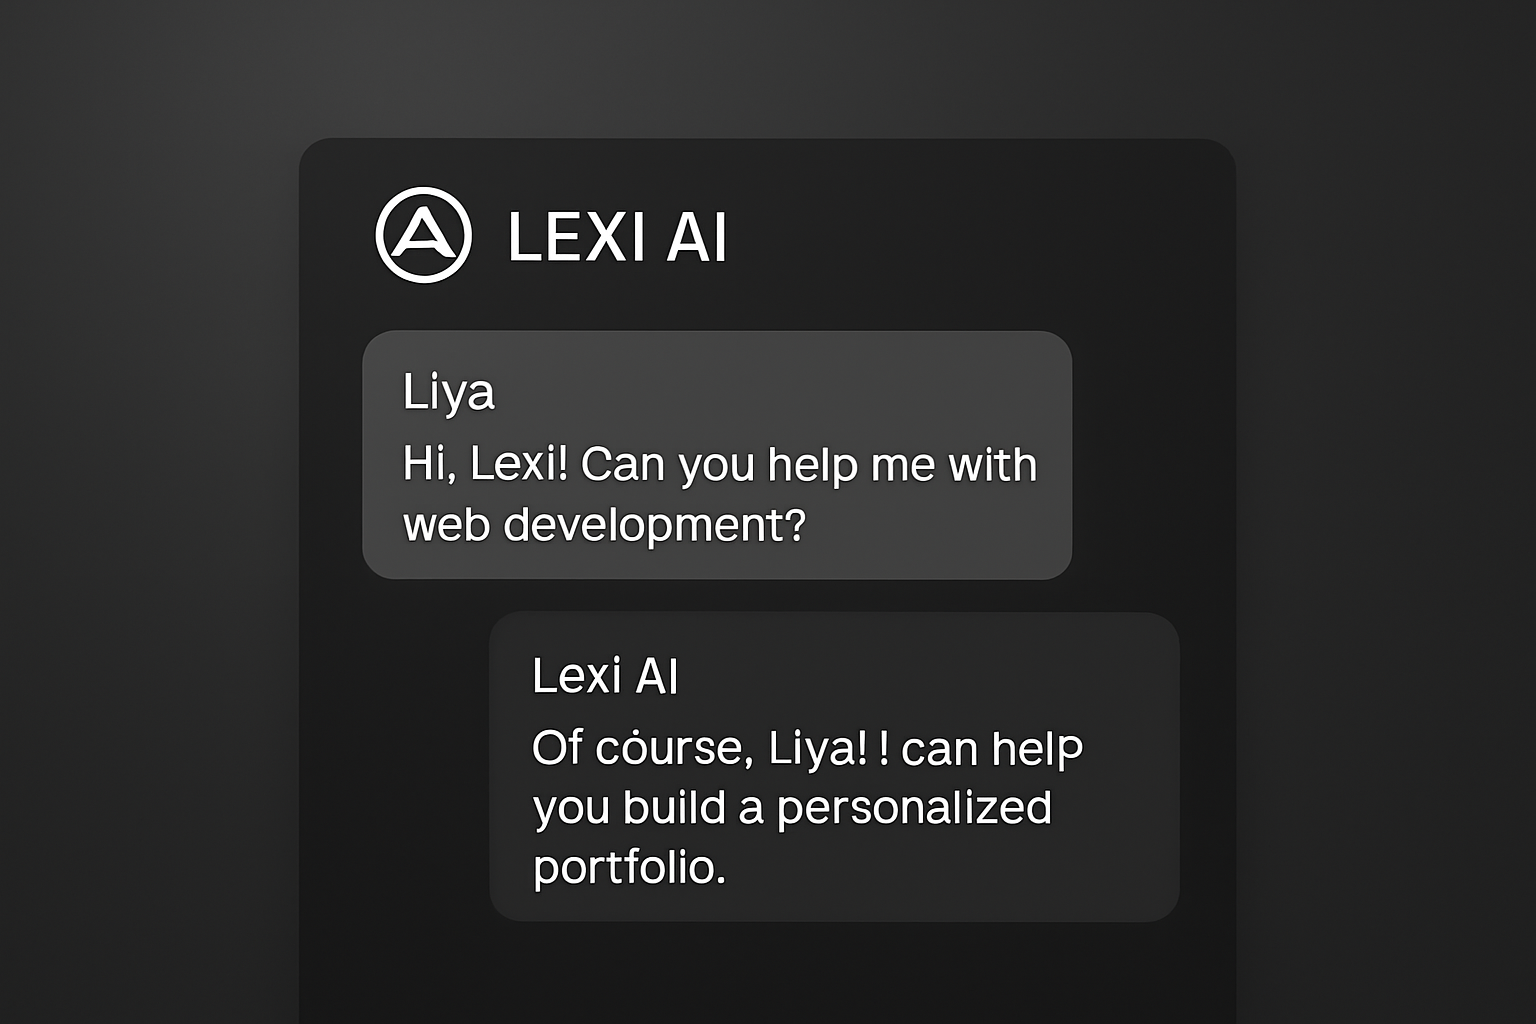 LEXI AI
Liya
Hi, Lexi! Can you help me with
web development?
Lexi AI
Of cȯurse, Liya! ! can help
you build a personalized
portfolio.